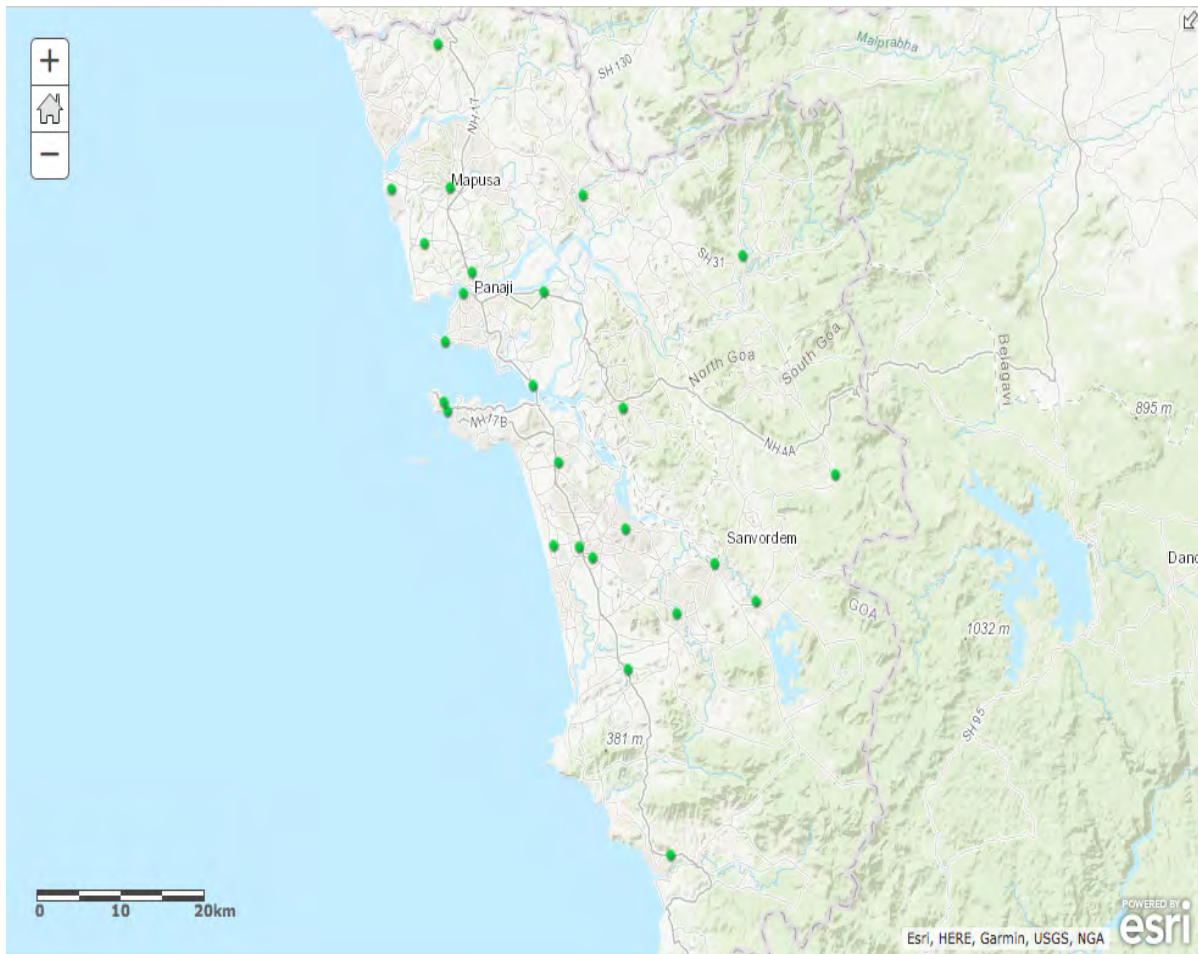 Malprabha
+
SH 130
NH 17
−
Mapusa
SH 31
Panaji
North Goa
South Goa
Belagavi
895 m
NH 17B
NH 4A
Sanvordem
Dand
GOA
1032 m
SH 95
381 m
0 10 20km
POWERED BY
esri
Esri, HERE, Garmin, USGS, NGA